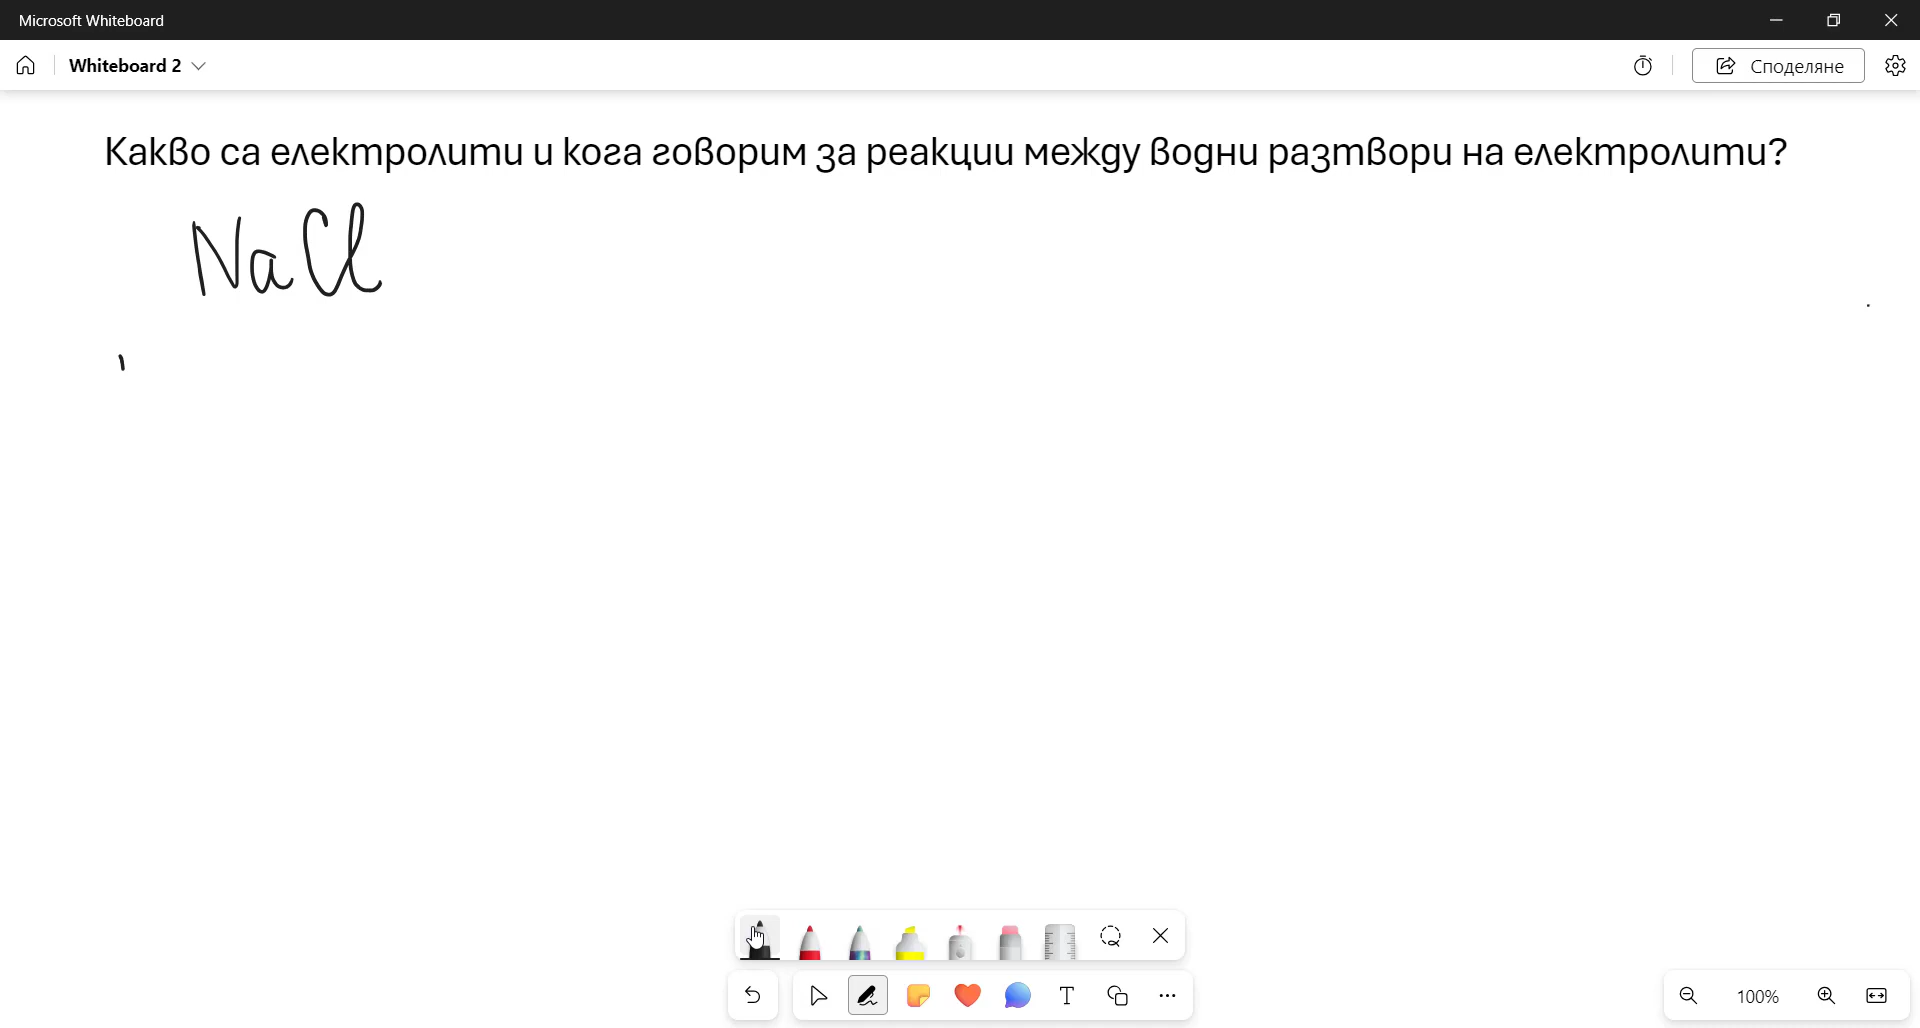 Microsoft Whiteboard
Whiteboard 2
Споделяне
Какво са електролити и кога говорим за реакции между водни разтвори на електролити?
NaCl
100%